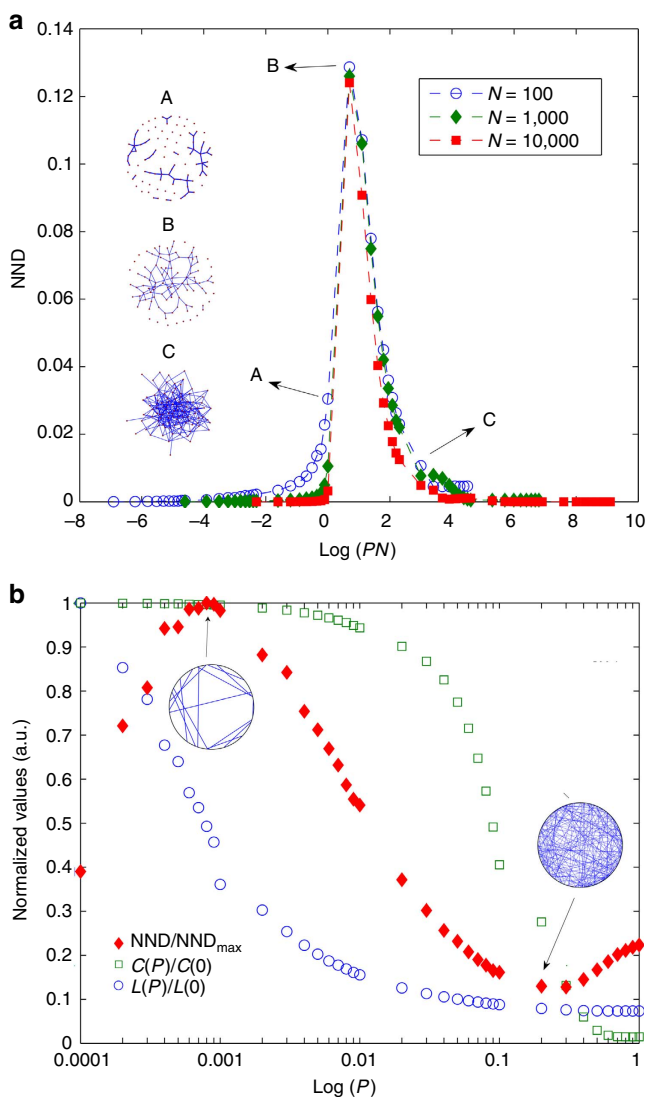 a
0.14
0.12
0.1
0.08
0.06
0.04
0.02
0
NND
A
B
C
B
A
C
N = 100
N = 1,000
N = 10,000
−8 −6 −4 −2 0 2 4 6 8 10
Log (PN)
b
1
0.9
0.8
0.7
0.6
0.5
0.4
0.3
0.2
0.1
0
Normalized values (a.u.)
NND/NNDmax
C(P)/C(0)
L(P)/L(0)
0.0001 0.001 0.01 0.1 1
Log (P)